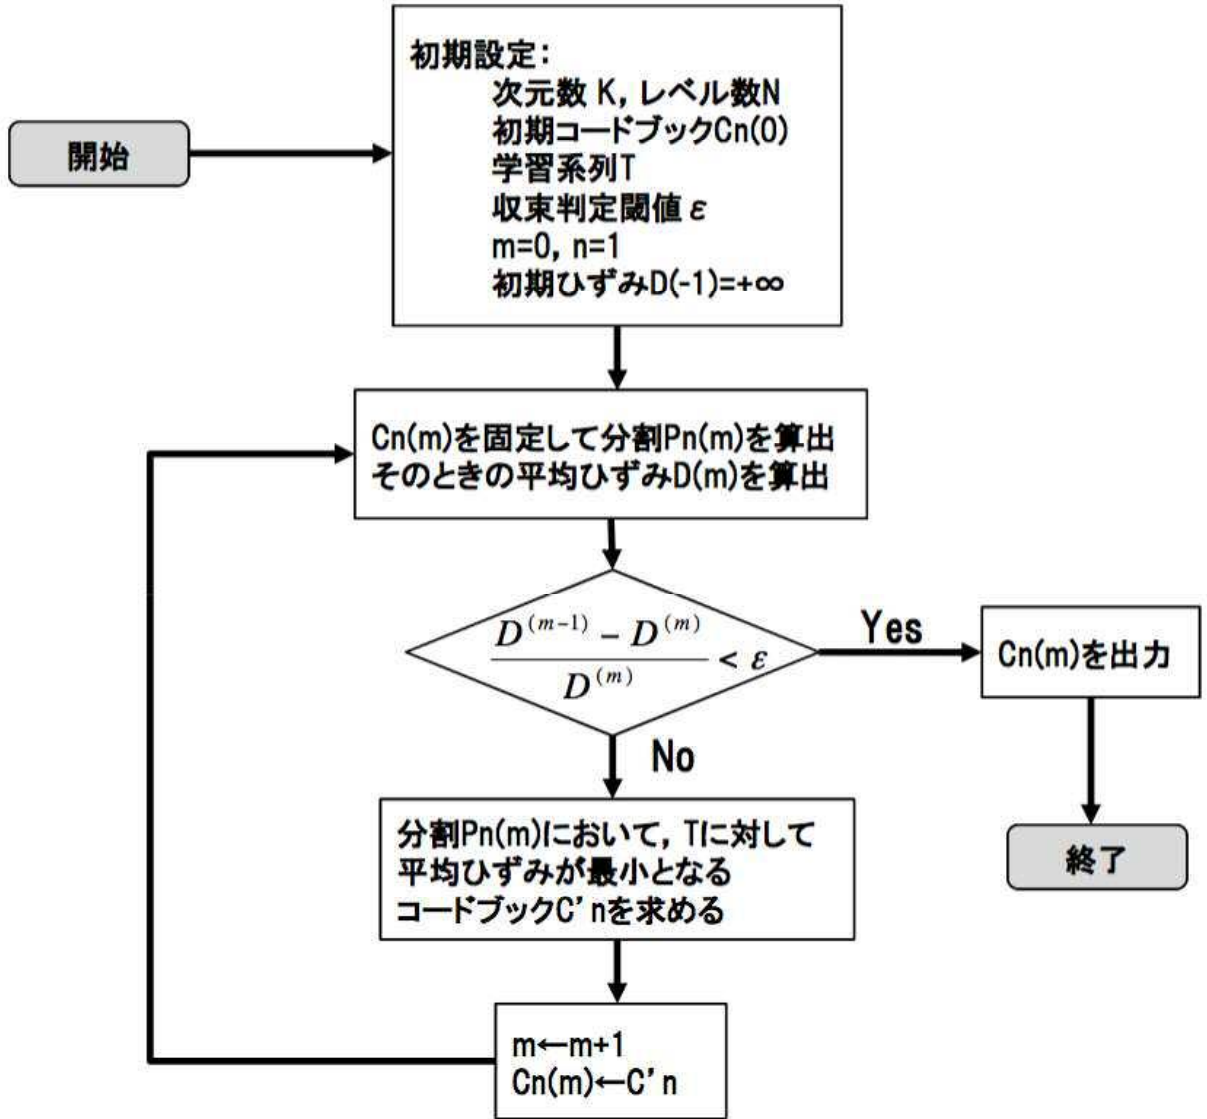 開始
初期設定：
次元数 K, レベル数N
初期コードブックCn(0)
学習系列T
収束判定閾値 ε
m=0, n=1
初期ひずみD(-1)=+∞
Cn(m)を固定して分割Pn(m)を算出
そのときの平均ひずみD(m)を算出
D^(m−1) − D^(m)
< ε
D^(m)
Yes
Cn(m)を出力
終了
No
分割Pn(m)において, Tに対して
平均ひずみが最小となる
コードブックC’nを求める
m←m+1
Cn(m)←C’n